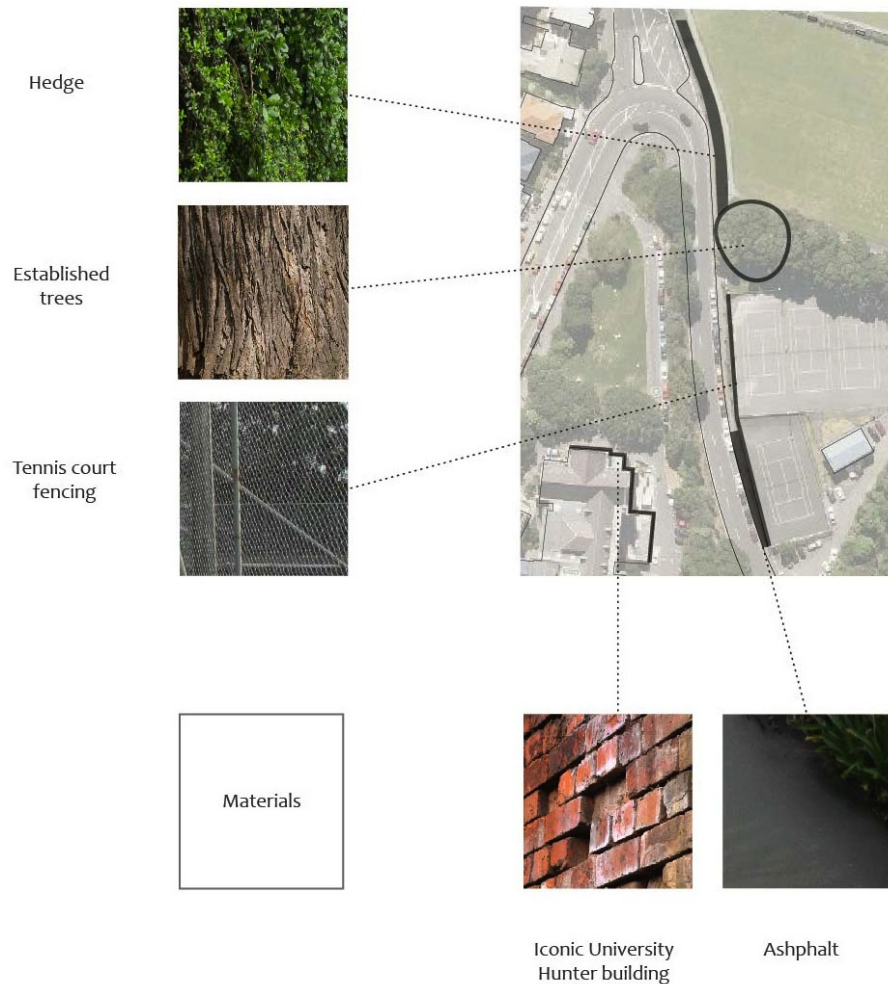 Hedge
Established
trees
Tennis court
fencing
Materials
Iconic University
Hunter building
Ashphalt